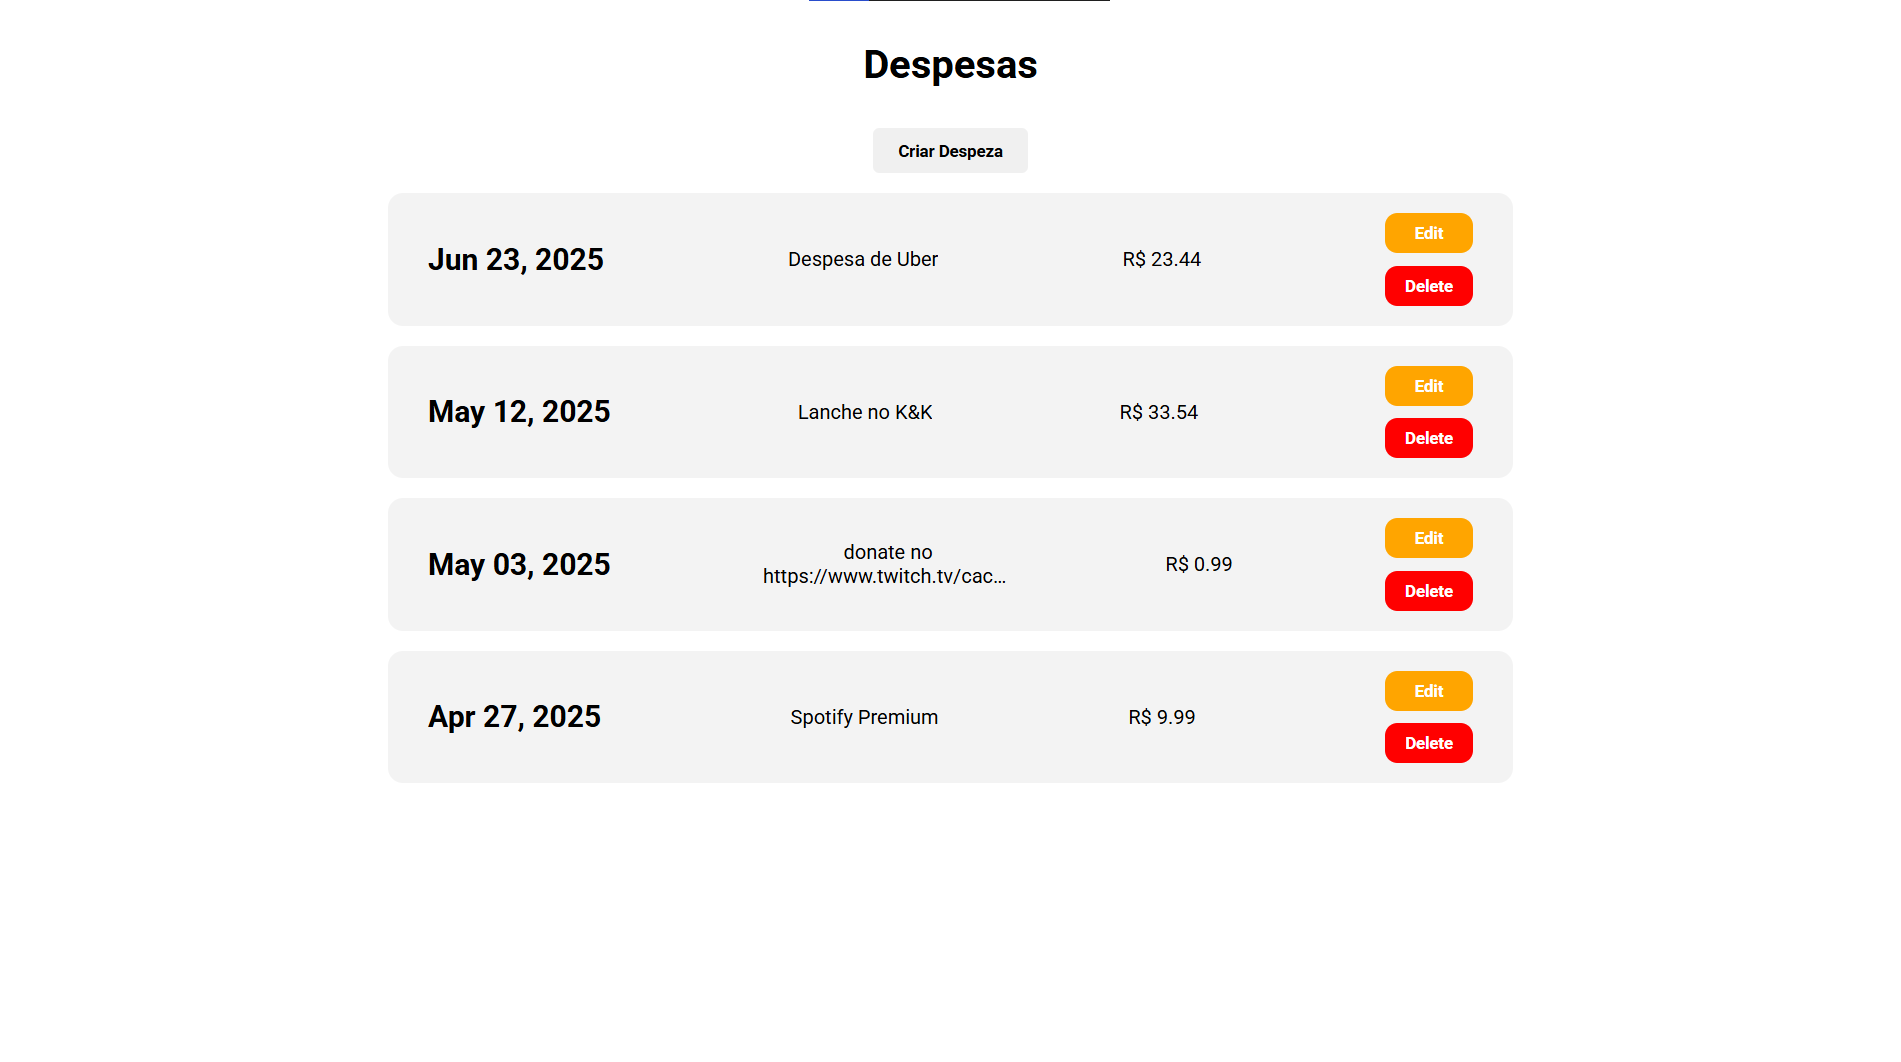 Despesas
Criar Despeza
Jun 23, 2025
Despesa de Uber
R$ 23.44
Edit
Delete
May 12, 2025
Lanche no K&K
R$ 33.54
Edit
Delete
May 03, 2025
donate no
https://www.twitch.tv/cac...
R$ 0.99
Edit
Delete
Apr 27, 2025
Spotify Premium
R$ 9.99
Edit
Delete